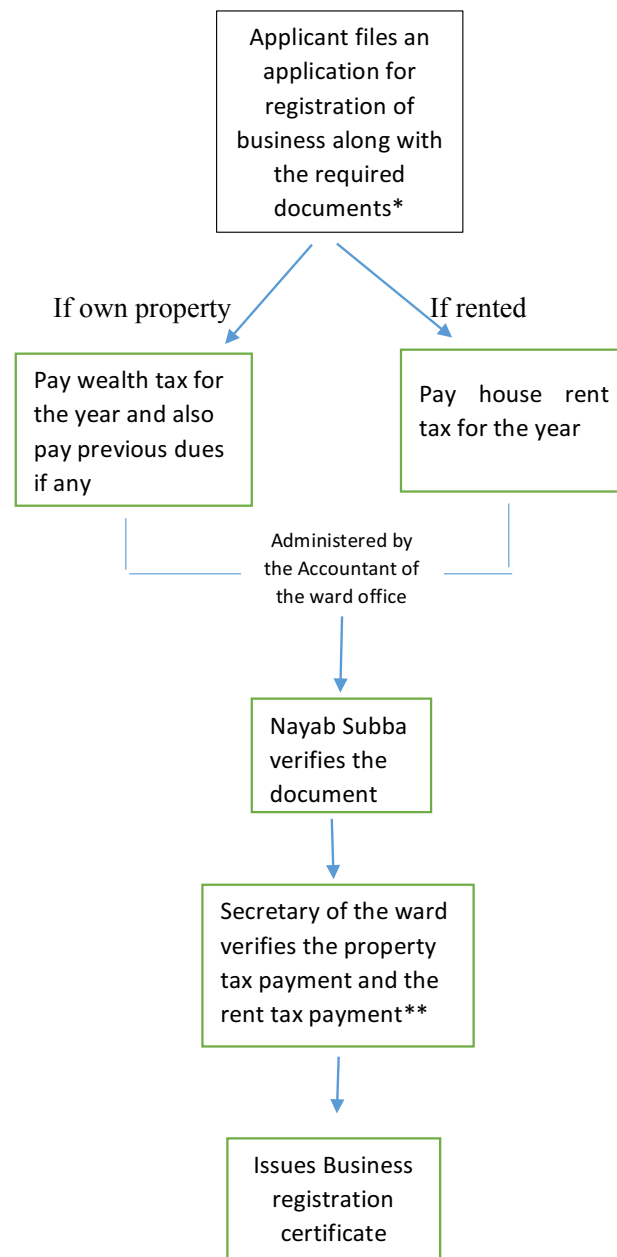 Applicant files an
application for
registration of
business along with
the required
documents*
If own property
If rented
Pay wealth tax for
the year and also
pay previous dues
if any
Pay house rent
tax for the year
Administered by
the Accountant of
the ward office
Nayab Subba
verifies the
document
Secretary of the ward
verifies the property
tax payment and the
rent tax payment**
Issues Business
registration
certificate